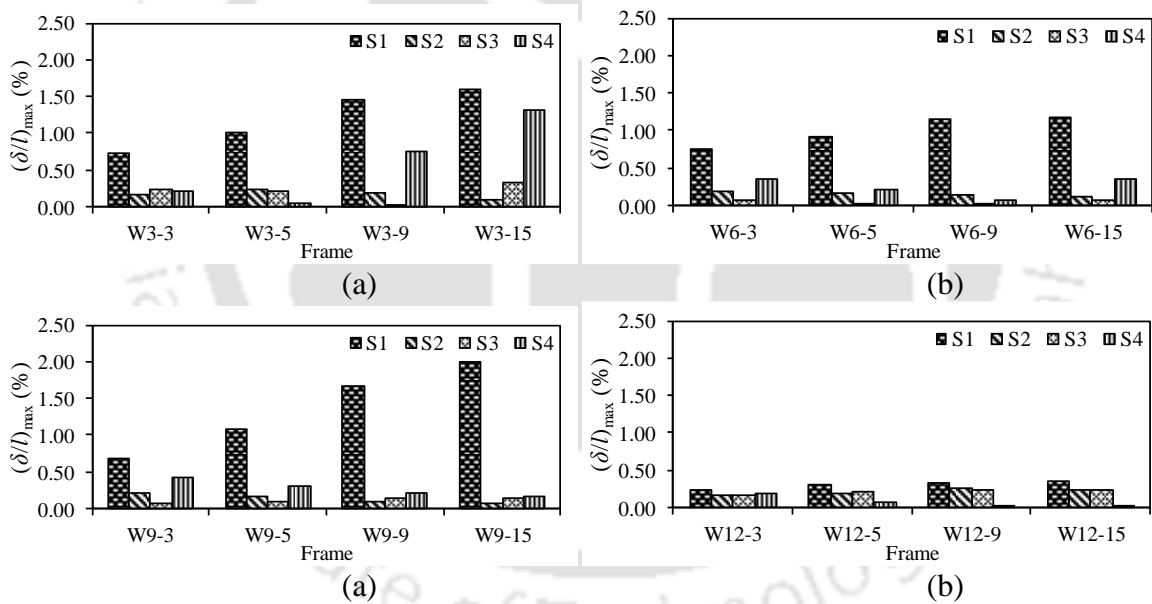 2.50
2.00
1.50
1.00
0.50
0.00
(δ/l)max (%)
S1 S2 S3 S4
W3-3 W3-5 W3-9 W3-15
Frame
(a)
2.50
2.00
1.50
1.00
0.50
0.00
(δ/l)max (%)
S1 S2 S3 S4
W6-3 W6-5 W6-9 W6-15
Frame
(b)
2.50
2.00
1.50
1.00
0.50
0.00
(δ/l)max (%)
S1 S2 S3 S4
W9-3 W9-5 W9-9 W9-15
Frame
(a)
2.50
2.00
1.50
1.00
0.50
0.00
(δ/l)max (%)
S1 S2 S3 S4
W12-3 W12-5 W12-9 W12-15
Frame
(b)